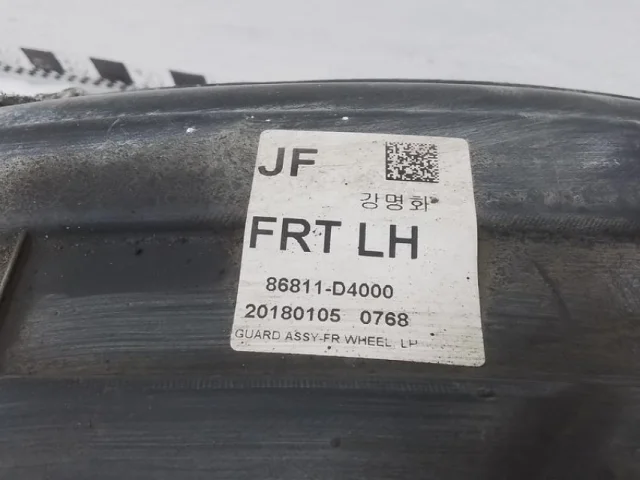 JF
강명화
FRT LH
86811-D4000
20180105 0768
GUARD ASSY-FR WHEEL, LH